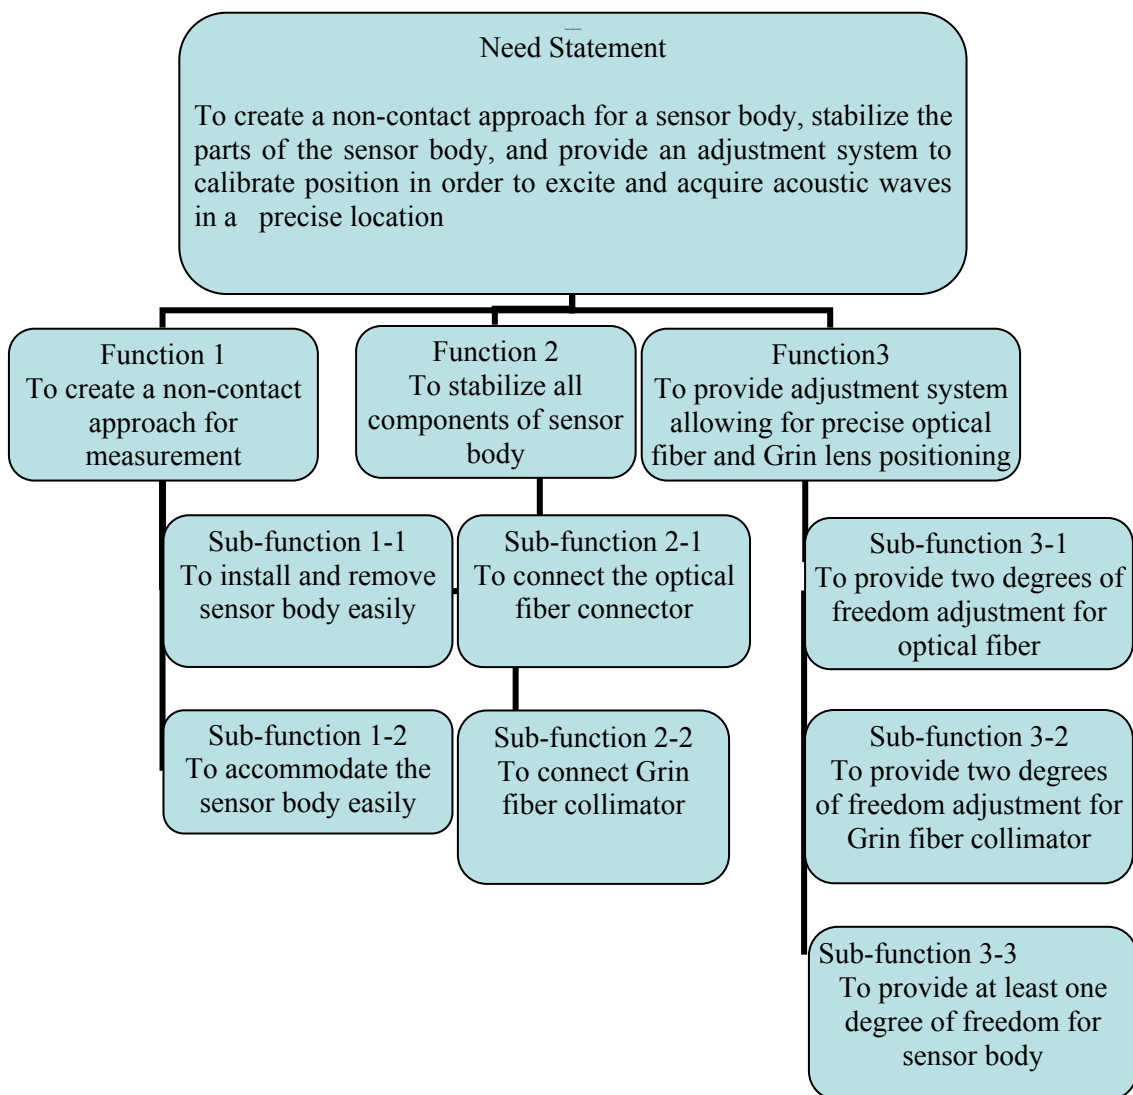 Need Statement
To create a non-contact approach for a sensor body, stabilize the
parts of the sensor body, and provide an adjustment system to
calibrate position in order to excite and acquire acoustic waves
in a precise location
Function 1
To create a non-contact
approach for
measurement
Function 2
To stabilize all
components of sensor
body
Function3
To provide adjustment system
allowing for precise optical
fiber and Grin lens positioning
Sub-function 1-1
To install and remove
sensor body easily
Sub-function 2-1
To connect the optical
fiber connector
Sub-function 3-1
To provide two degrees of
freedom adjustment for
optical fiber
Sub-function 1-2
To accommodate the
sensor body easily
Sub-function 2-2
To connect Grin
fiber collimator
Sub-function 3-2
To provide two degrees
of freedom adjustment for
Grin fiber collimator
Sub-function 3-3
To provide at least one
degree of freedom for
sensor body